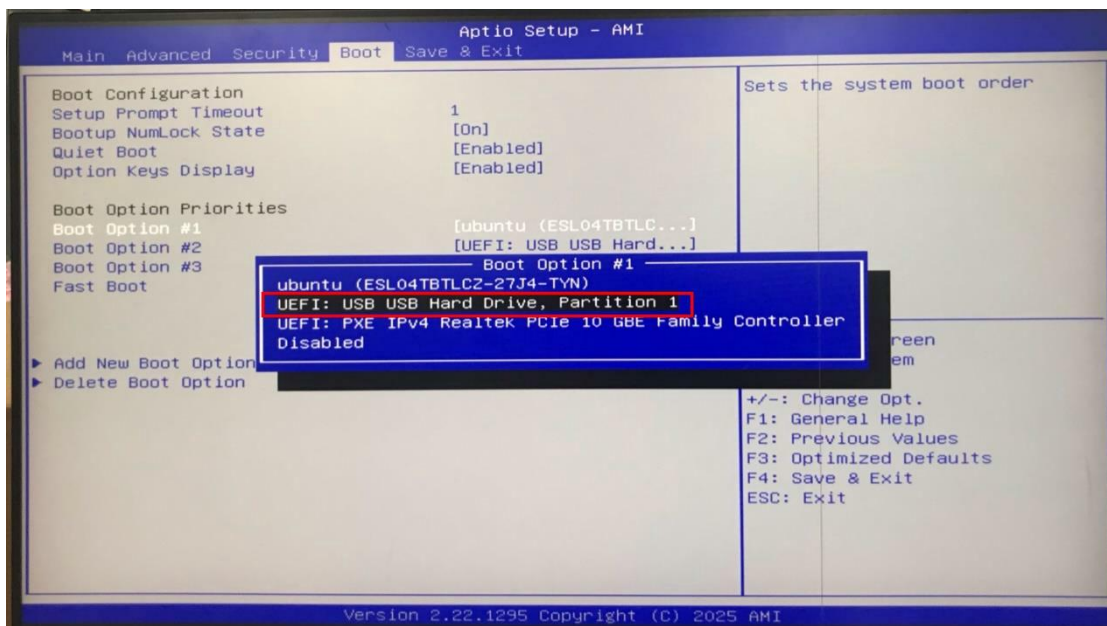 Aptio Setup – AMI
Main Advanced Security Boot Save & Exit
Boot Configuration
Setup Prompt Timeout 1
Bootup NumLock State [On]
Quiet Boot [Enabled]
Option Keys Display [Enabled]
Boot Option Priorities
Boot Option #1 [ubuntu (ESL04TBTLC...]
Boot Option #2 [UEFI: USB USB Hard...]
Boot Option #3
Fast Boot
Add New Boot Option
Delete Boot Option
Boot Option #1
ubuntu (ESL04TBTLCZ-27J4-TYN)
UEFI: USB USB Hard Drive, Partition 1
UEFI: PXE IPv4 Realtek PCIe 10 GBE Family Controller
Disabled
Sets the system boot order
reen
em
+/-: Change Opt.
F1: General Help
F2: Previous Values
F3: Optimized Defaults
F4: Save & Exit
ESC: Exit
Version 2.22.1295 Copyright (C) 2025 AMI